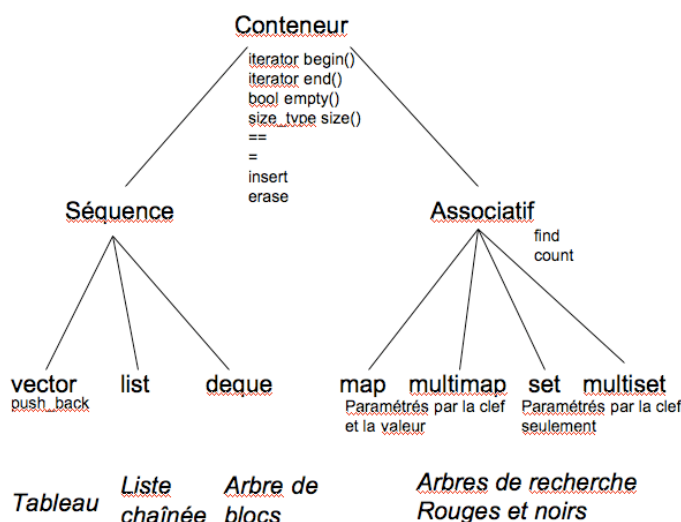 Conteneur
iterator begin()
iterator end()
bool empty()
size_type size()
==
=
insert
erase
Séquence
Associatif
find
count
vector
push_back
list
deque
map
multimap
set
multiset
Paramétrés par la clef
et la valeur
Paramétrés par la clef
seulement
Tableau
Liste
chaînée
Arbre de
blocs
Arbres de recherche
Rouges et noirs